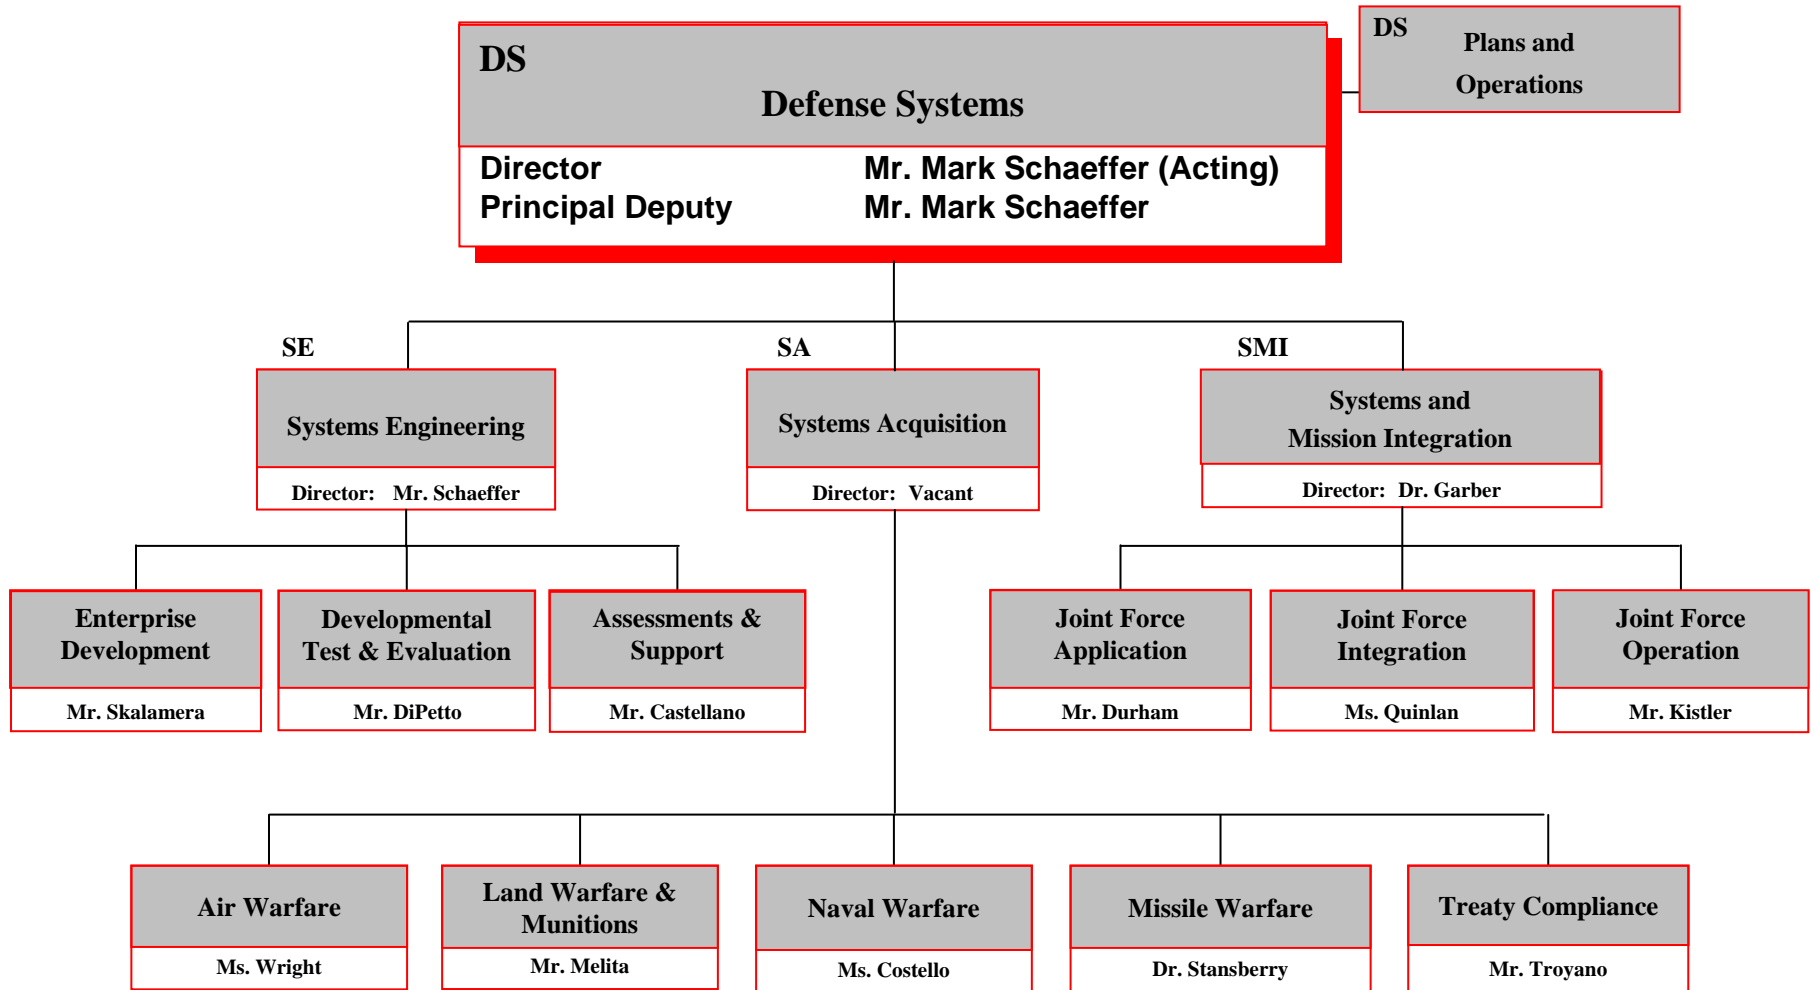 DS
Defense Systems
Director Mr. Mark Schaeffer (Acting)
Principal Deputy Mr. Mark Schaeffer
DS
Plans and
Operations
SE
Systems Engineering
Director: Mr. Schaeffer
SA
Systems Acquisition
Director: Vacant
SMI
Systems and
Mission Integration
Director: Dr. Garber
Enterprise
Development
Mr. Skalamera
Developmental
Test & Evaluation
Mr. DiPetto
Assessments &
Support
Mr. Castellano
Joint Force
Application
Mr. Durham
Joint Force
Integration
Ms. Quinlan
Joint Force
Operation
Mr. Kistler
Air Warfare
Ms. Wright
Land Warfare &
Munitions
Mr. Melita
Naval Warfare
Ms. Costello
Missile Warfare
Dr. Stansberry
Treaty Compliance
Mr. Troyano